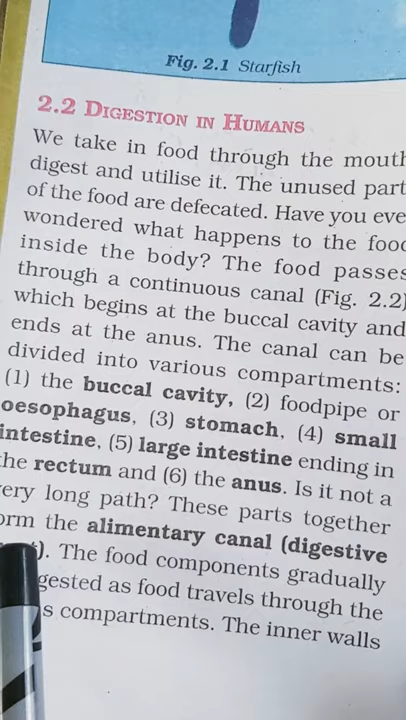 Fig. 2.1 Starfish
2.2 DIGESTION IN HUMANS
We take in food through the mouth
digest and utilise it. The unused part
of the food are defecated. Have you eve
wondered what happens to the food
inside the body? The food passes
through a continuous canal (Fig. 2.2)
which begins at the buccal cavity and
ends at the anus. The canal can be
divided into various compartments:
(1) the buccal cavity, (2) foodpipe or
oesophagus, (3) stomach, (4) small
intestine, (5) large intestine ending in
the rectum and (6) the anus. Is it not a
very long path? These parts together
orm the alimentary canal (digestive
). The food components gradually
gested as food travels through the
s compartments. The inner walls